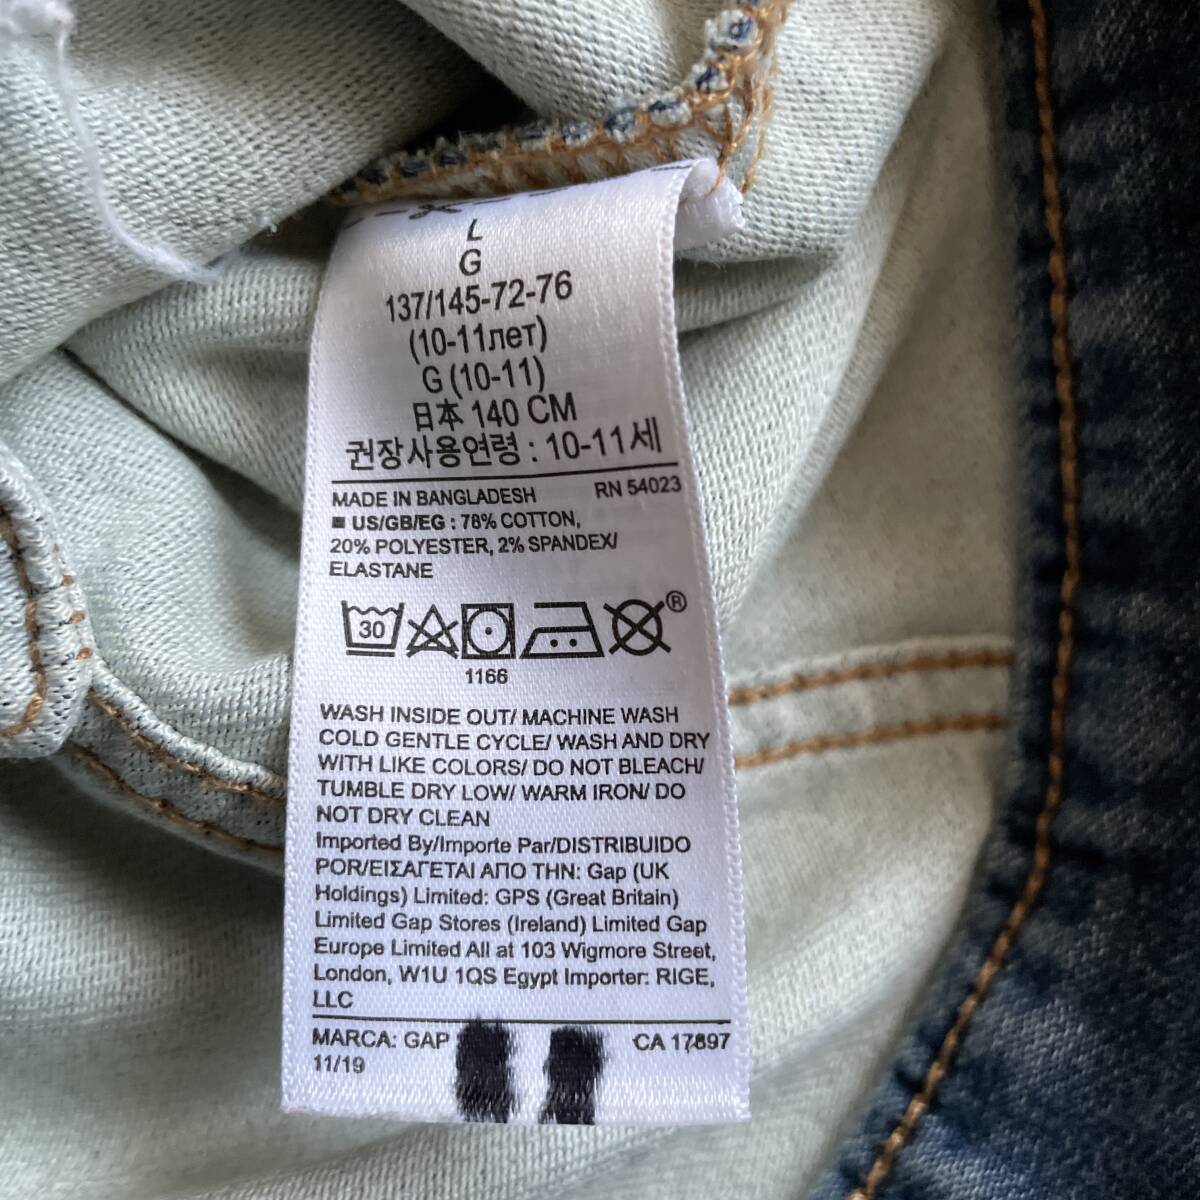 L
G
137/145-72-76
(10-11лет)
G (10-11)
日本 140 CM
권장사용연령 : 10-11세
MADE IN BANGLADESH RN 54023
■ US/GB/EG : 78% COTTON,
20% POLYESTER, 2% SPANDEX/
ELASTANE
30 ®
1166
WASH INSIDE OUT/ MACHINE WASH
COLD GENTLE CYCLE/ WASH AND DRY
WITH LIKE COLORS/ DO NOT BLEACH/
TUMBLE DRY LOW/ WARM IRON/ DO
NOT DRY CLEAN
Imported By/Importe Par/DISTRIBUIDO
POR/ΕΙΣΑΓΕΤΑΙ ΑΠΟ ΤΗΝ: Gap (UK
Holdings) Limited: GPS (Great Britain)
Limited Gap Stores (Ireland) Limited Gap
Europe Limited All at 103 Wigmore Street,
London, W1U 1QS Egypt Importer: RIGE,
LLC
MARCA: GAP CA 17897
11/19